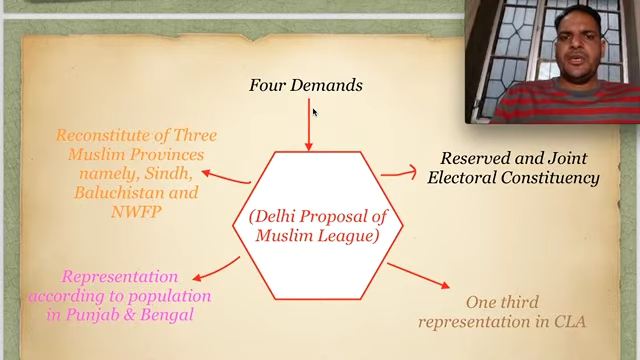 Four Demands
Reconstitute of Three
Muslim Provinces
namely, Sindh,
Baluchistan and
NWFP
Reserved and Joint
Electoral Constituency
(Delhi Proposal of
Muslim League)
Representation
according to population
in Punjab & Bengal
One third
representation in CLA